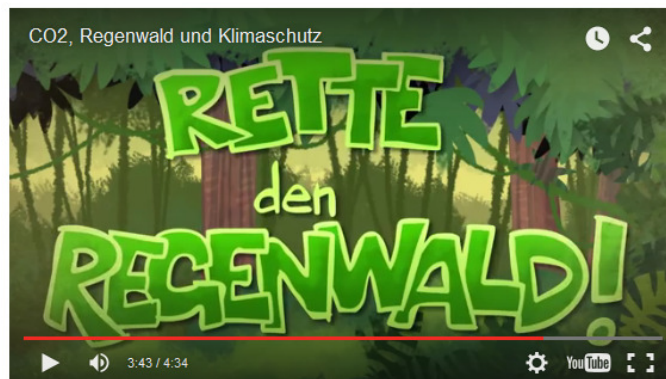 CO2, Regenwald und Klimaschutz
RETTE
den
REGENWALD!
3:43 / 4:34
YouTube